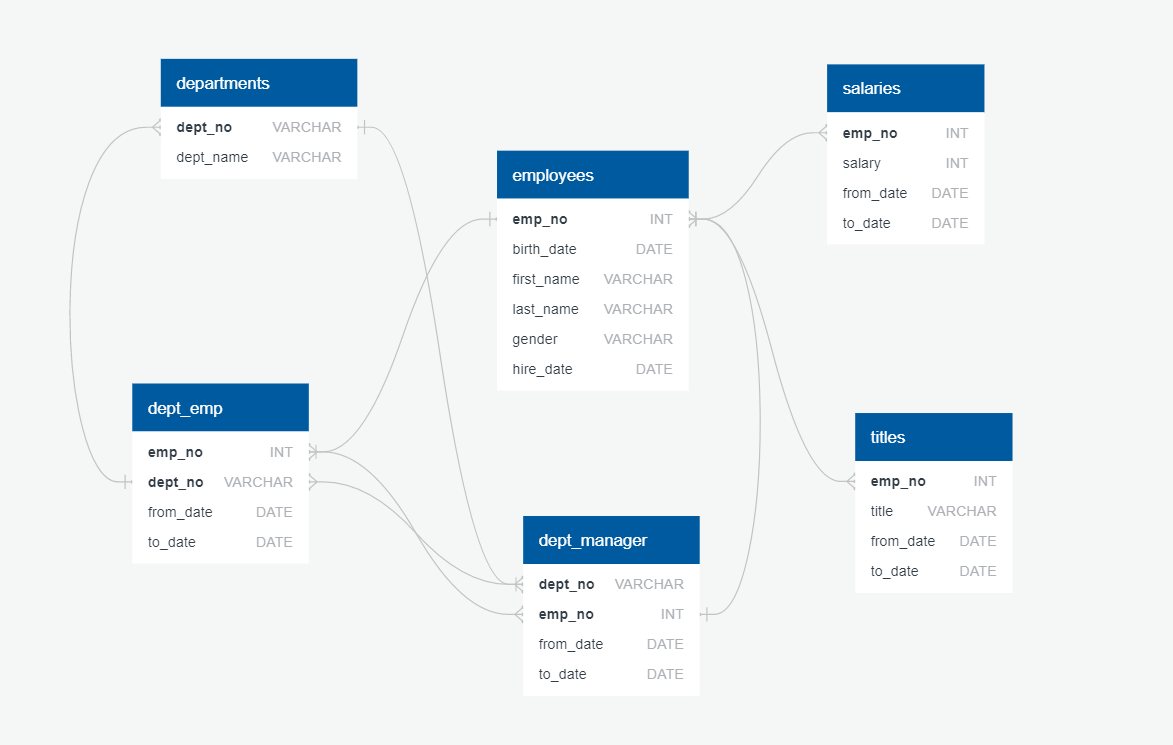 departments
dept_no VARCHAR
dept_name VARCHAR
employees
emp_no INT
birth_date DATE
first_name VARCHAR
last_name VARCHAR
gender VARCHAR
hire_date DATE
salaries
emp_no INT
salary INT
from_date DATE
to_date DATE
dept_emp
emp_no INT
dept_no VARCHAR
from_date DATE
to_date DATE
dept_manager
dept_no VARCHAR
emp_no INT
from_date DATE
to_date DATE
titles
emp_no INT
title VARCHAR
from_date DATE
to_date DATE